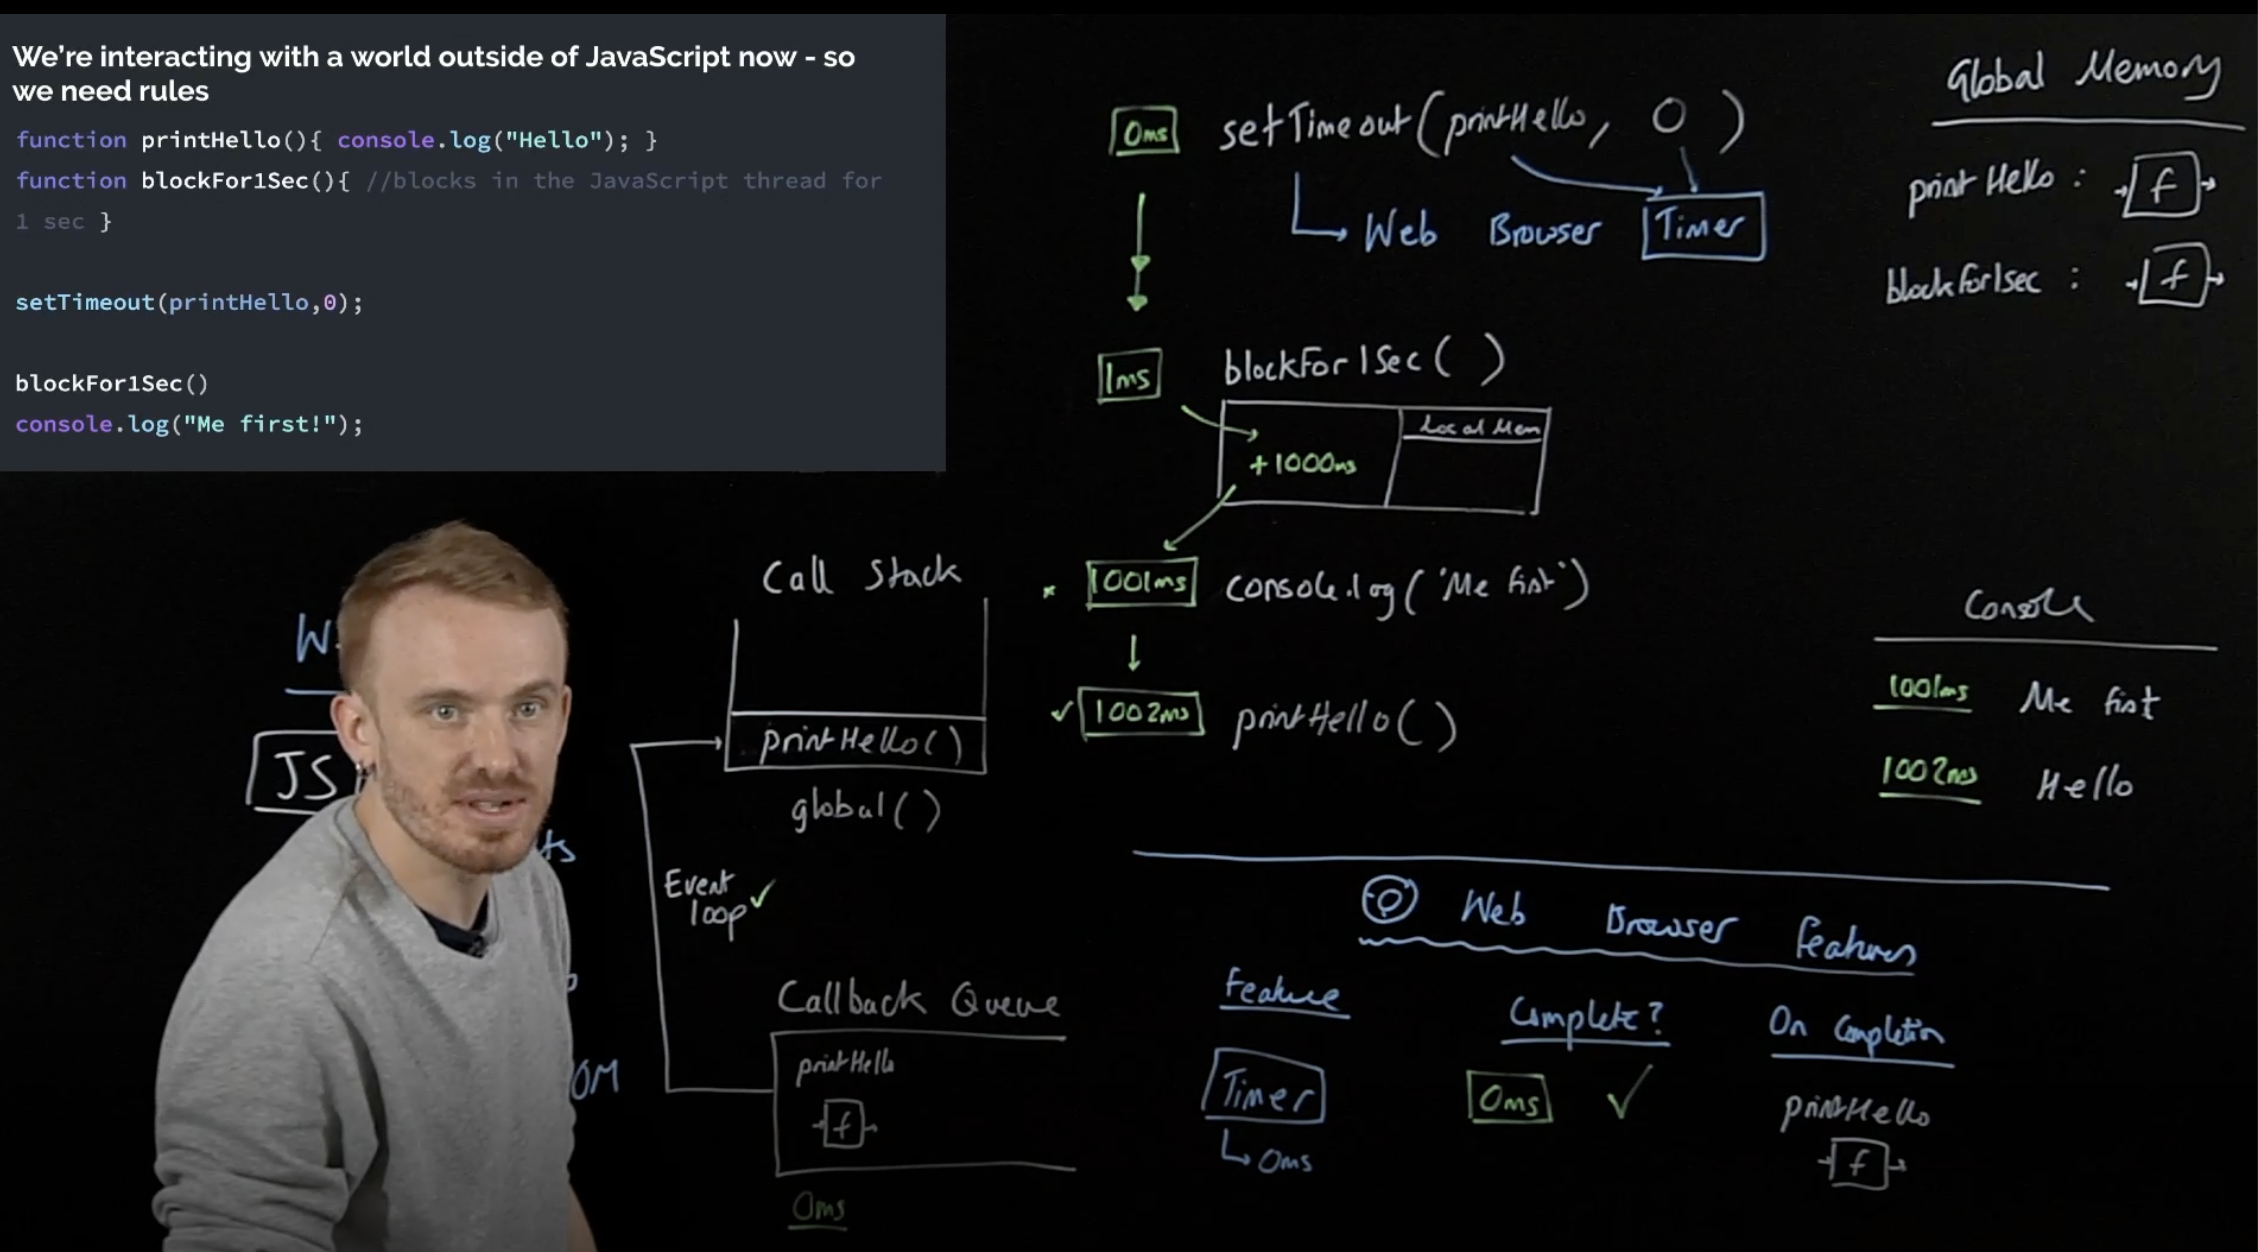 We're interacting with a world outside of JavaScript now - so
we need rules
function printHello(){ console.log("Hello"); }
function blockFor1Sec(){ //blocks in the JavaScript thread for
1 sec }
setTimeout(printHello,0);
blockFor1Sec()
console.log("Me first!");
0ms setTimeout(printHello, 0)
Web Browser Timer
1ms blockFor1Sec( )
Local Mem
+1000ms
1001ms console.log('Me first')
1002ms printHello()
Global Memory
printHello : f
blockFor1sec : f
Console
1001ms Me first
1002ms Hello
JS
Call Stack
printHello()
global()
Event
loop
Callback Queue
printHello
f
0ms
Web Browser Features
Feature Complete? On Completion
Timer 0ms printHello
0ms f